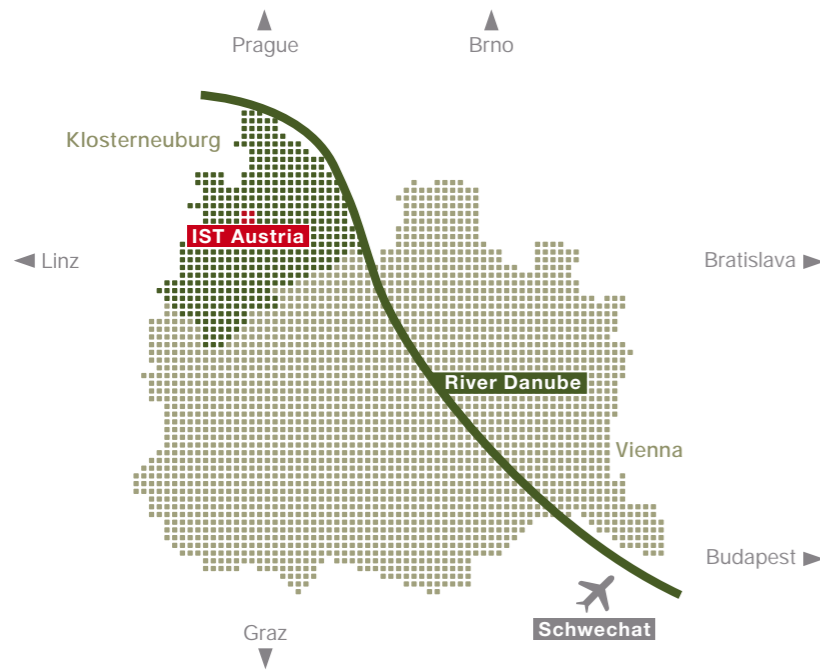 Prague
Brno
Klosterneuburg
IST Austria
Linz
Bratislava
River Danube
Vienna
Budapest
Schwechat
Graz